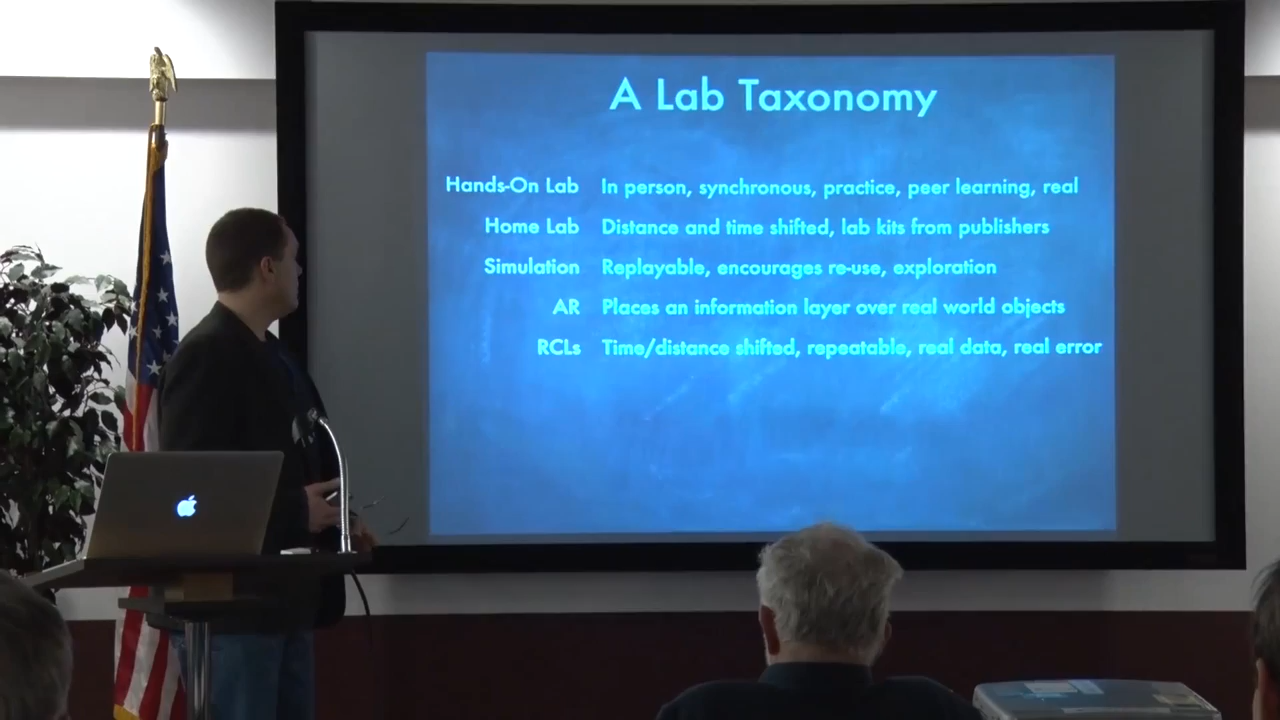 A Lab Taxonomy
Hands-On Lab In person, synchronous, practice, peer learning, real
Home Lab Distance and time shifted, lab kits from publishers
Simulation Replayable, encourages re-use, exploration
AR Places an information layer over real world objects
RCLs Time/distance shifted, repeatable, real data, real error